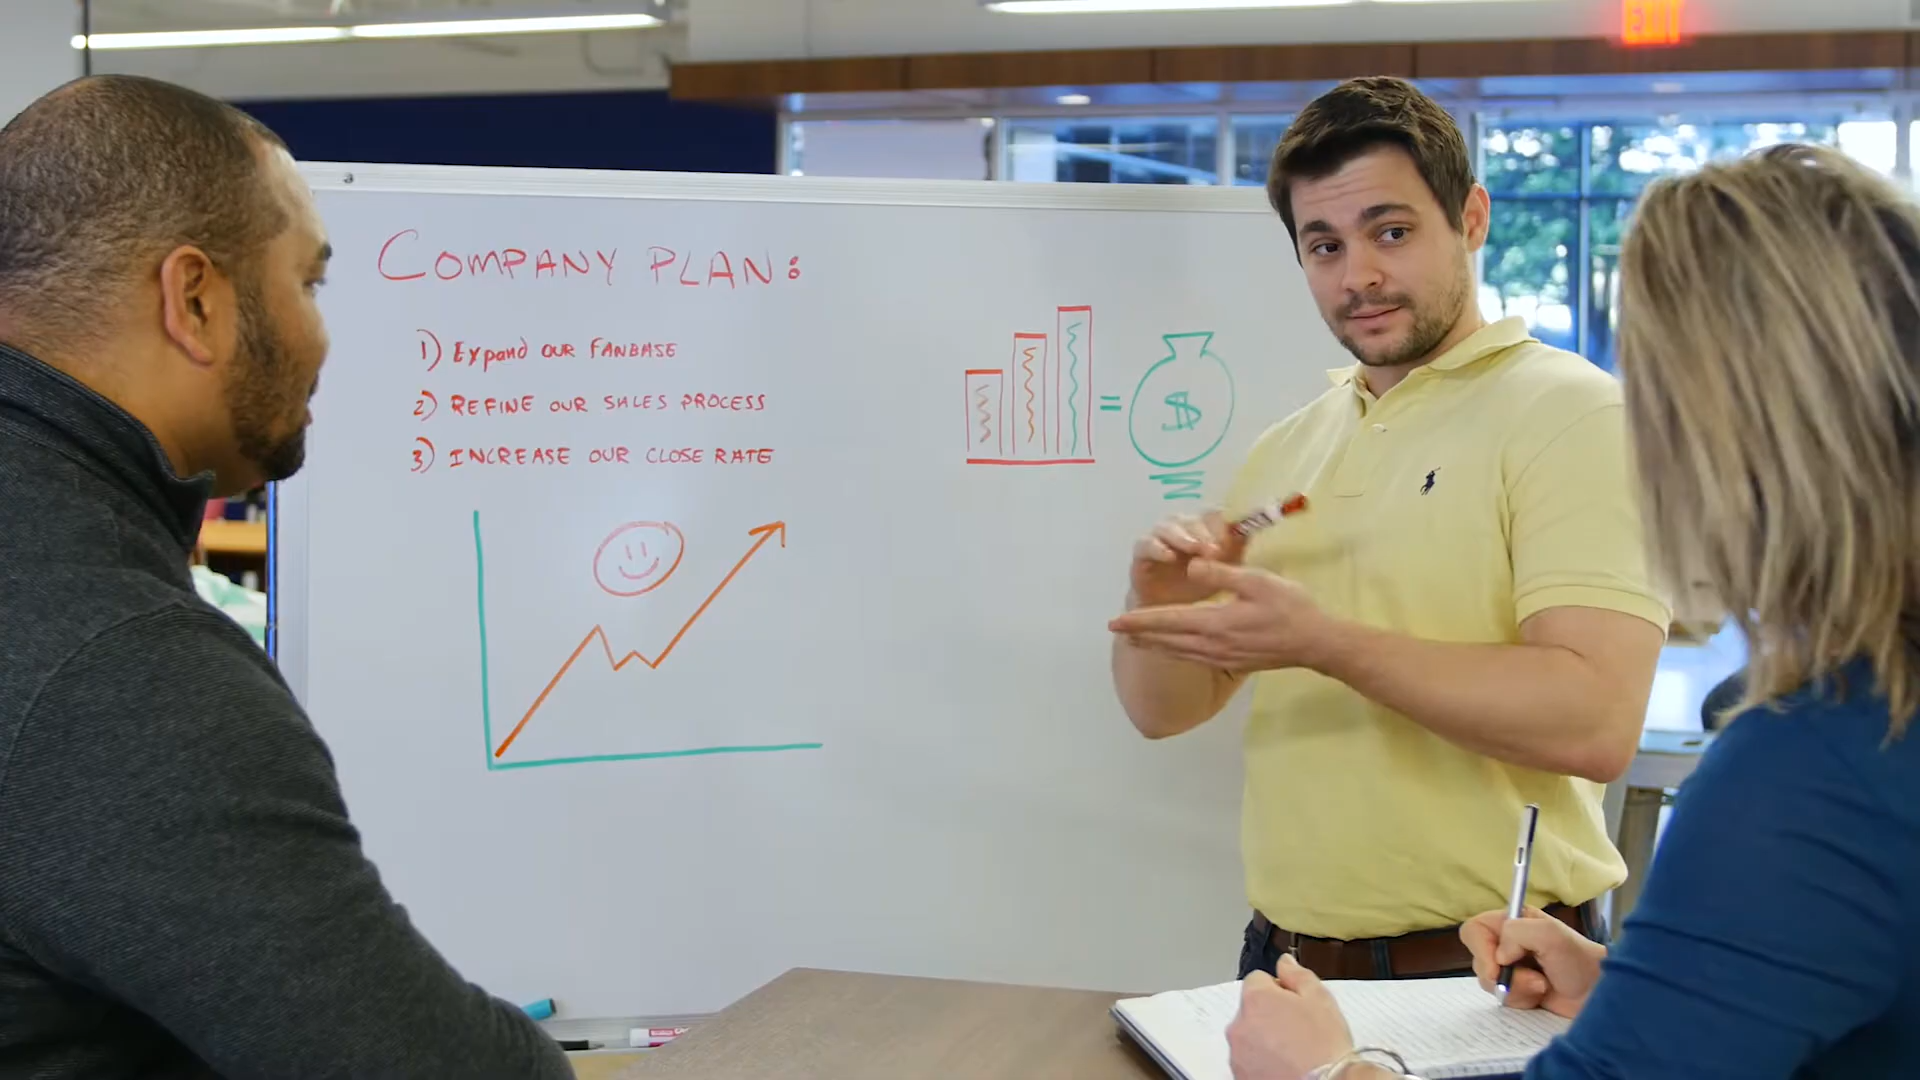 EXIT
COMPANY PLAN:
1) Expand OUR FANBASE
2) REFINE OUR SALES PROCESS
3) INCREASE OUR CLOSE RATE
= $